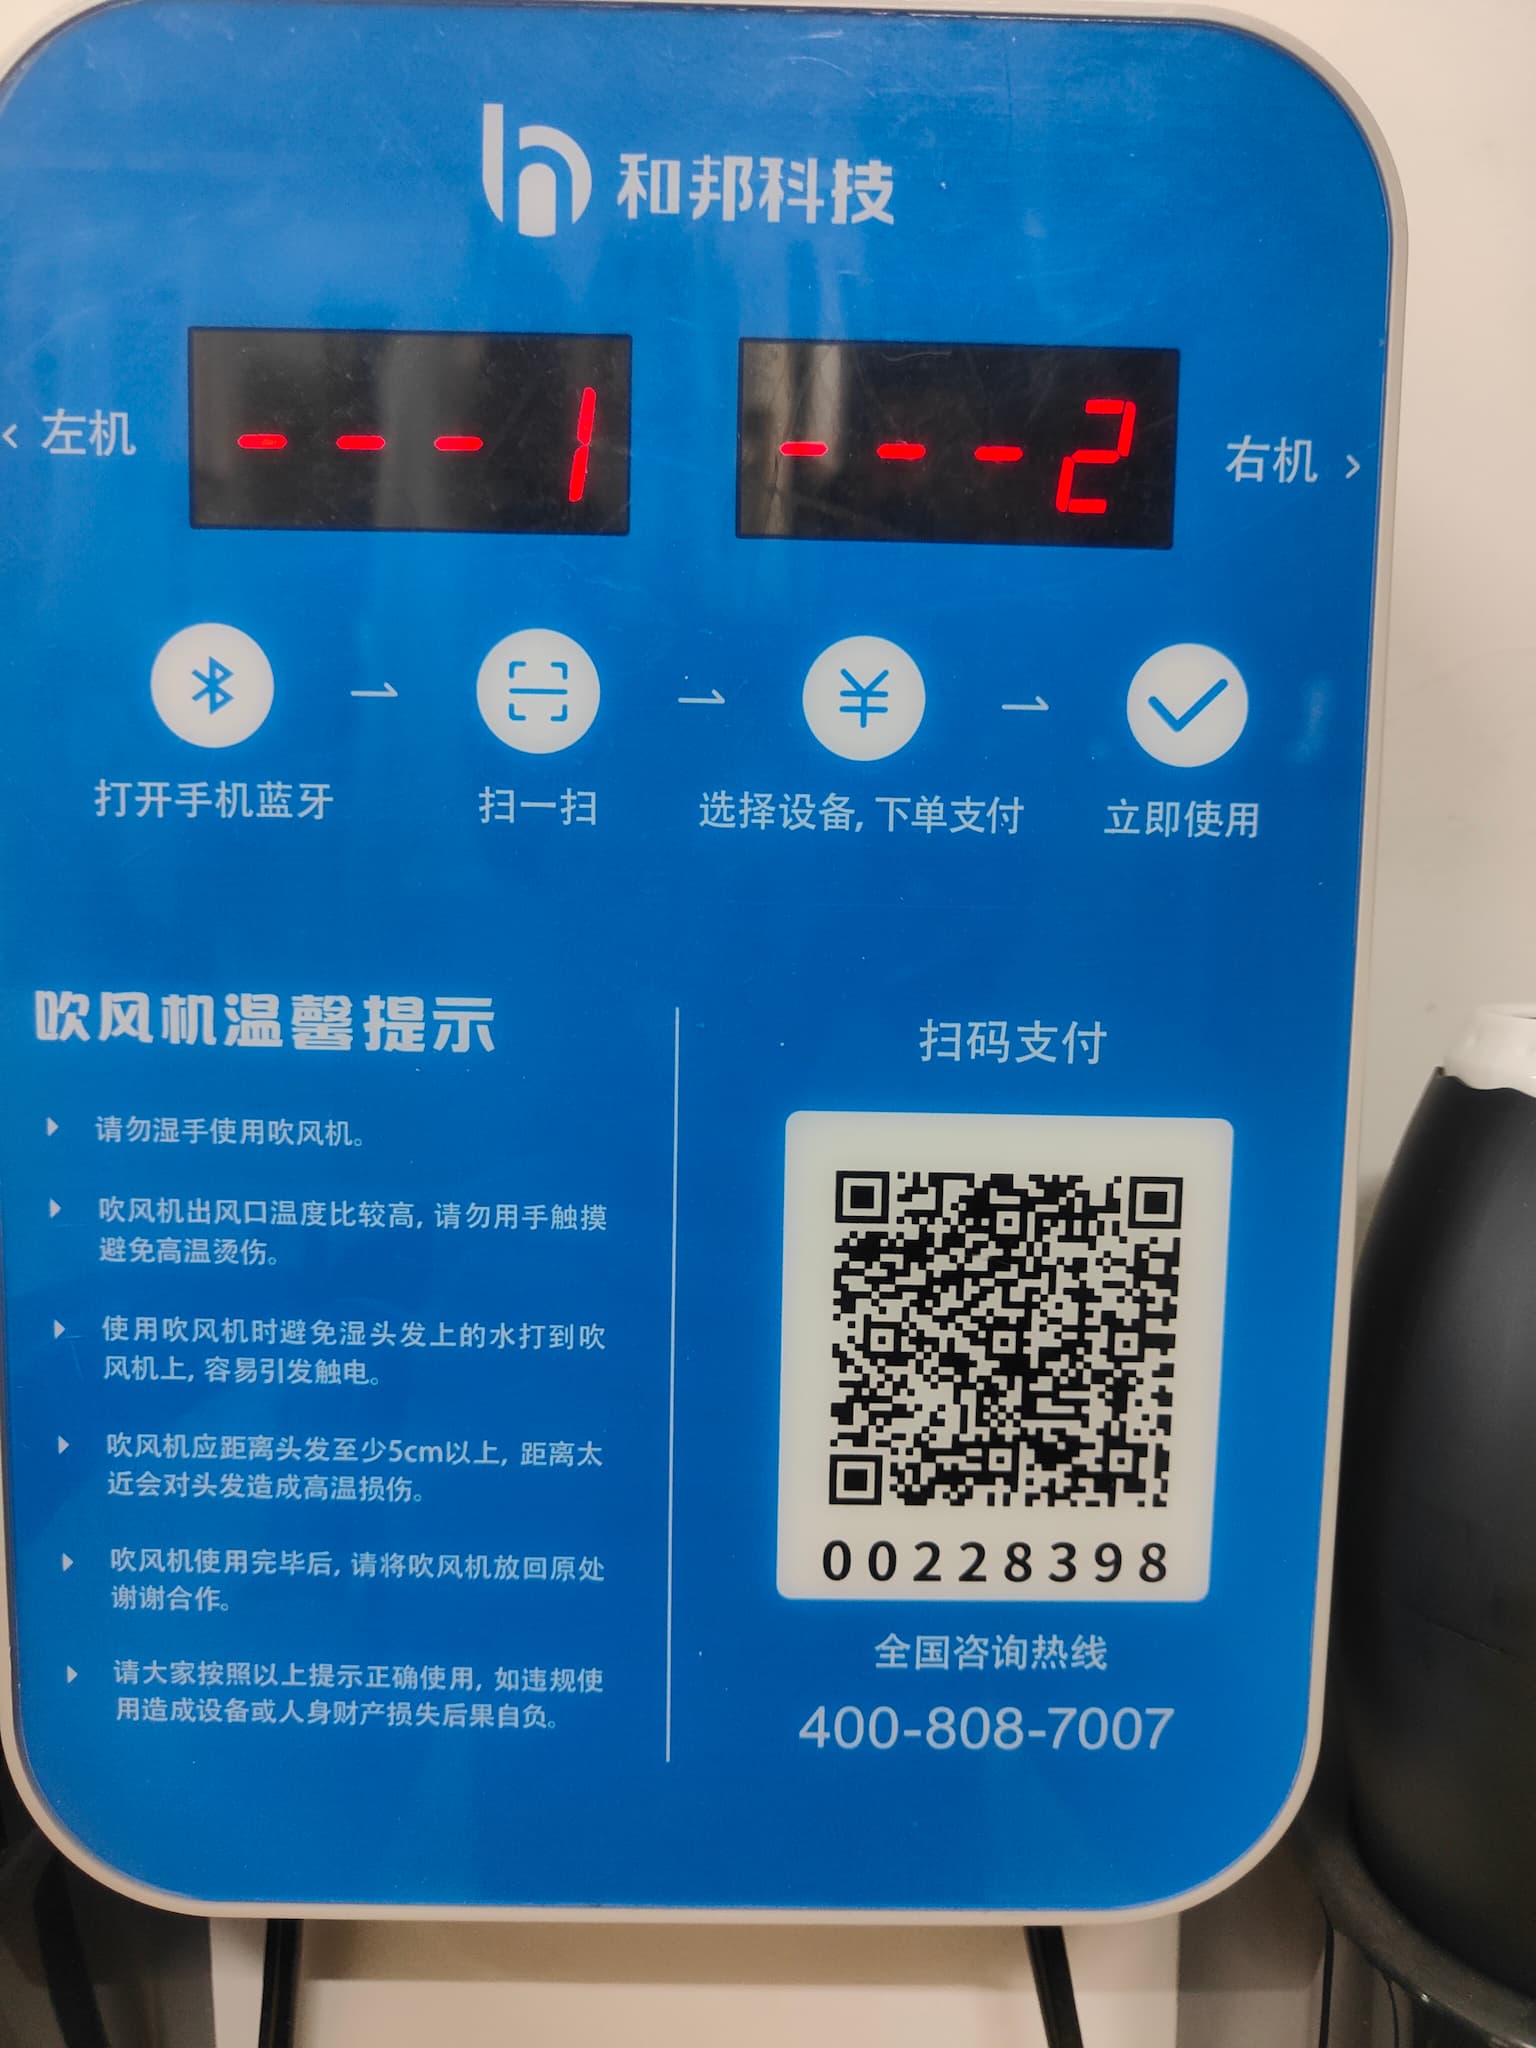 和邦科技
< 左机
---1
---2
右机 >
打开手机蓝牙
扫一扫
选择设备, 下单支付
立即使用
吹风机温馨提示
请勿湿手使用吹风机。
吹风机出风口温度比较高, 请勿用手触摸
避免高温烫伤。
使用吹风机时避免湿头发上的水打到吹
风机上, 容易引发触电。
吹风机应距离头发至少5cm以上, 距离太
近会对头发造成高温损伤。
吹风机使用完毕后, 请将吹风机放回原处
谢谢合作。
请大家按照以上提示正确使用, 如违规使
用造成设备或人身财产损失后果自负。
扫码支付
00228398
全国咨询热线
400-808-7007